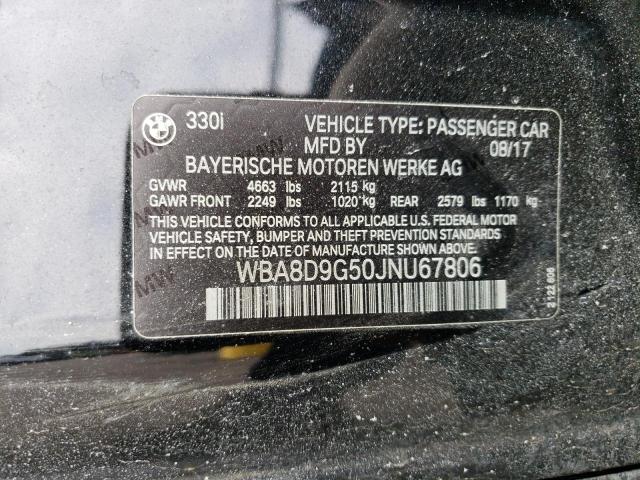 330i VEHICLE TYPE: PASSENGER CAR
MFD BY 08/17
BAYERISCHE MOTOREN WERKE AG
GVWR 4663 lbs 2115 kg
GAWR FRONT 2249 lbs 1020 kg REAR 2579 lbs 1170 kg
THIS VEHICLE CONFORMS TO ALL APPLICABLE U.S. FEDERAL MOTOR
VEHICLE SAFETY, BUMPER AND THEFT PREVENTION STANDARDS IN
EFFECT ON THE DATE OF MANUFACTURE SHOWN ABOVE.
WBA8D9G50JNU67806